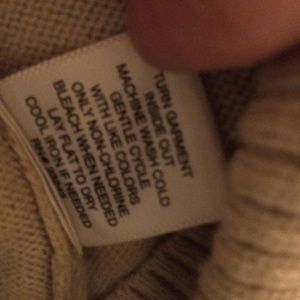 TURN GARMENT
INSIDE OUT
MACHINE WASH COLD
GENTLE CYCLE
WITH LIKE COLORS
ONLY NON-CHLORINE
BLEACH WHEN NEEDED
LAY FLAT TO DRY
COOL IRON IF NEEDED